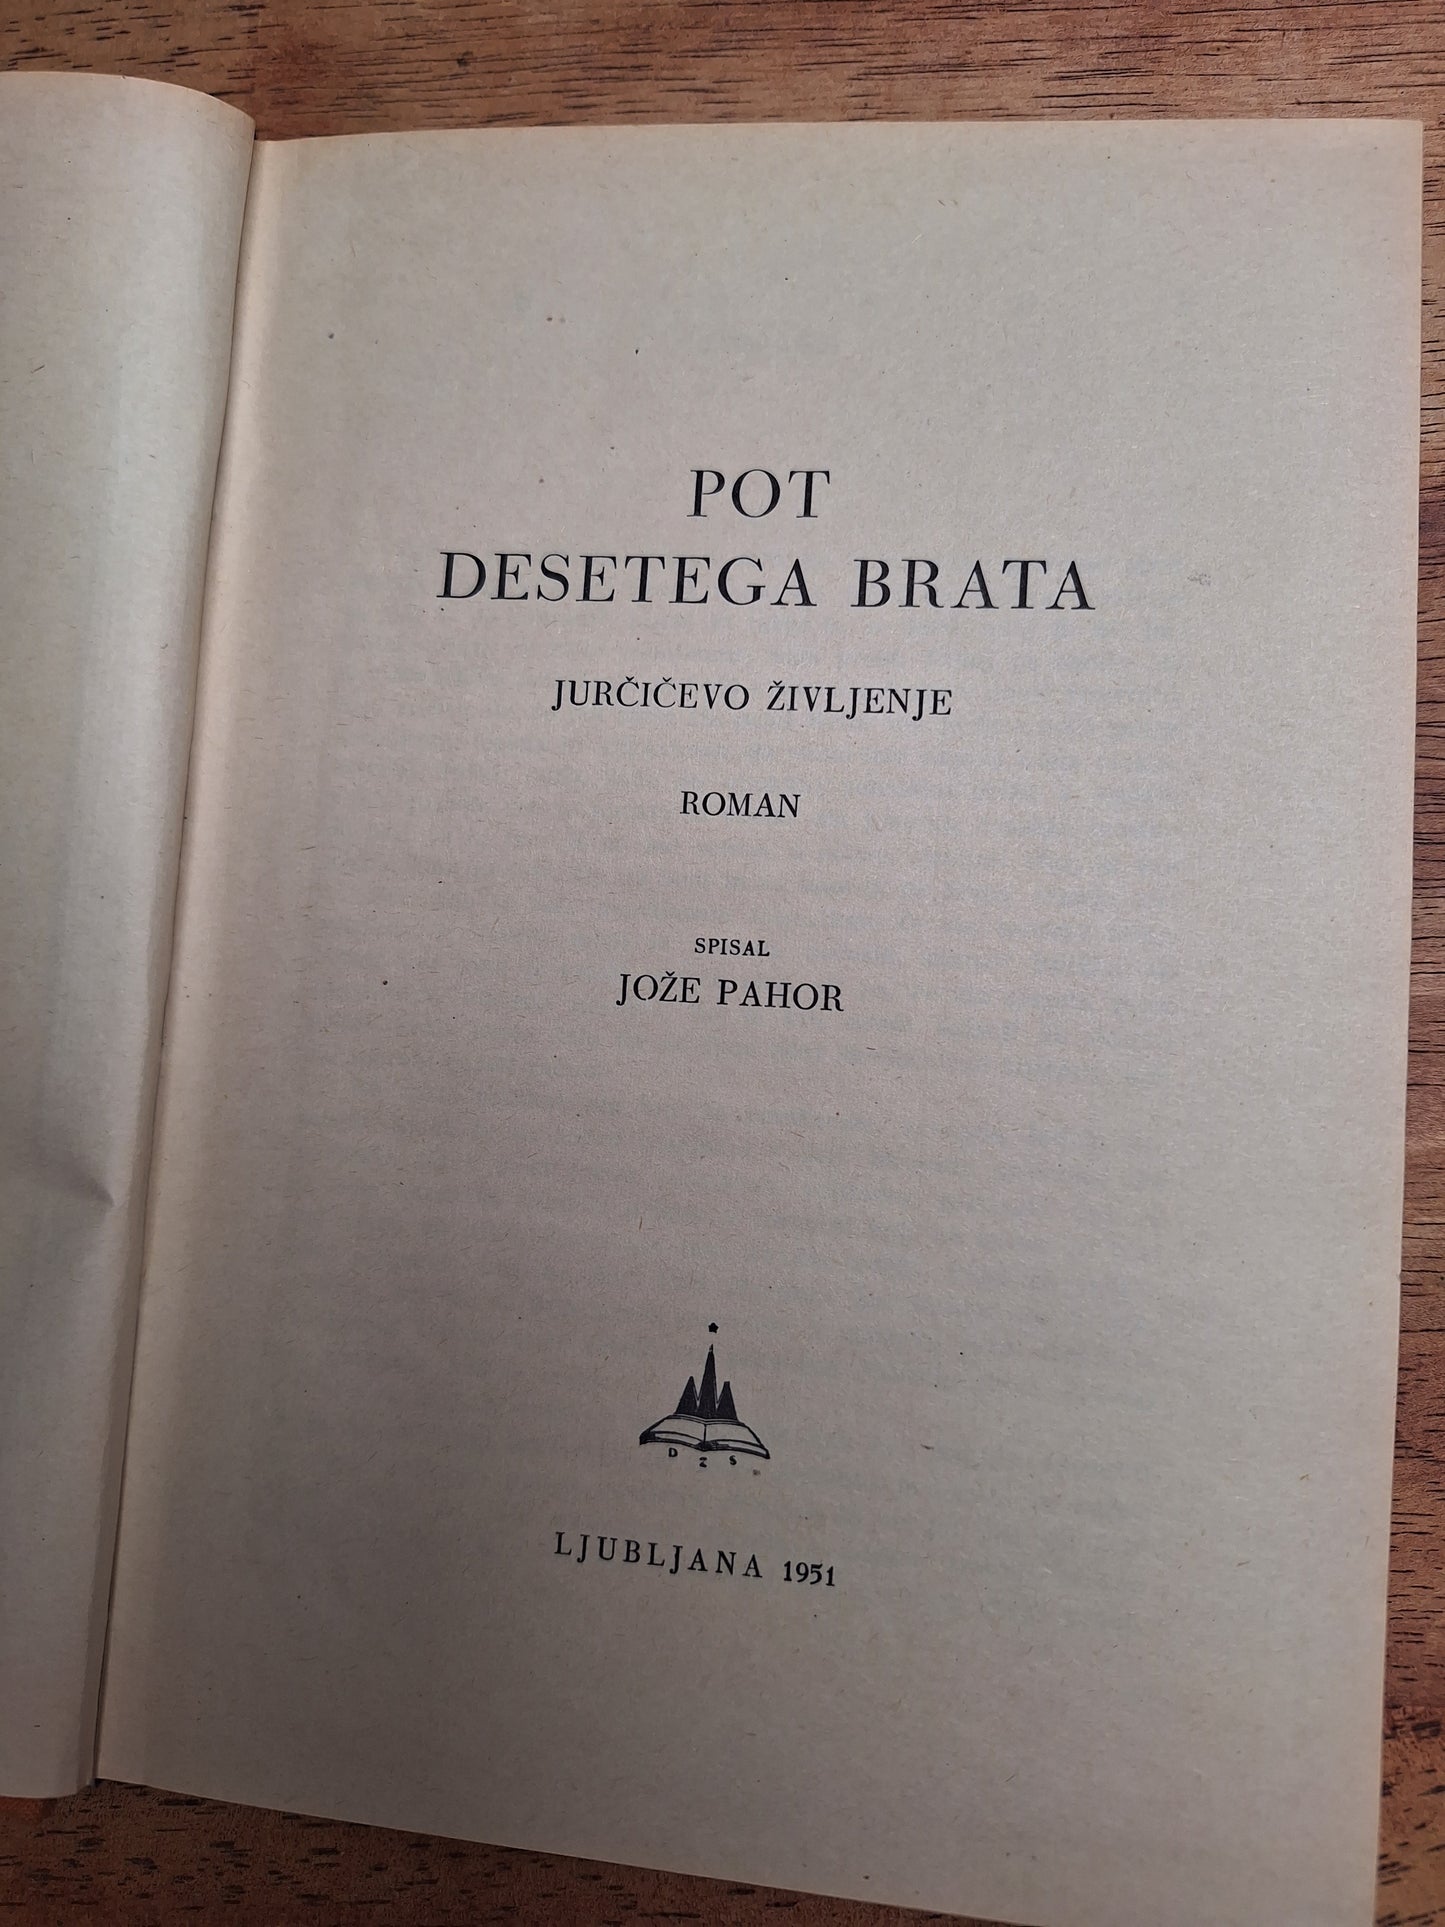 POT
DESETEGA BRATA
JURČIČEVO ŽIVLJENJE
ROMAN
SPISAL
JOŽE PAHOR
D Z S
LJUBLJANA 1951